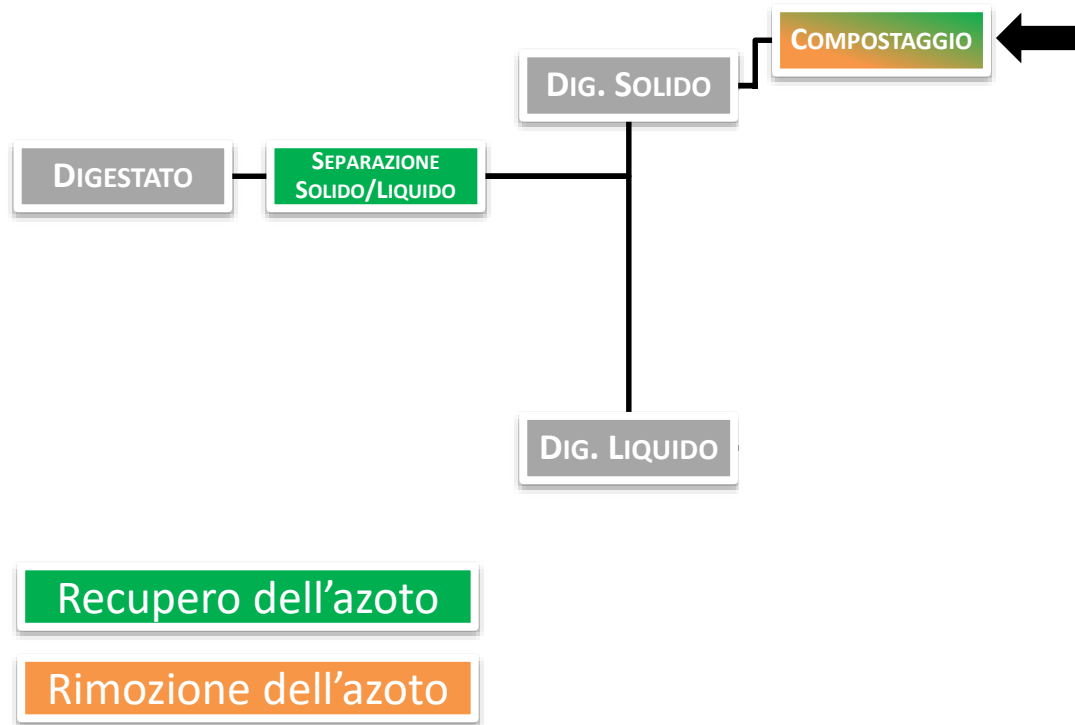 COMPOSTAGGIO
DIG. SOLIDO
DIGESTATO
SEPARAZIONE
SOLIDO/LIQUIDO
DIG. LIQUIDO
Recupero dell’azoto
Rimozione dell’azoto